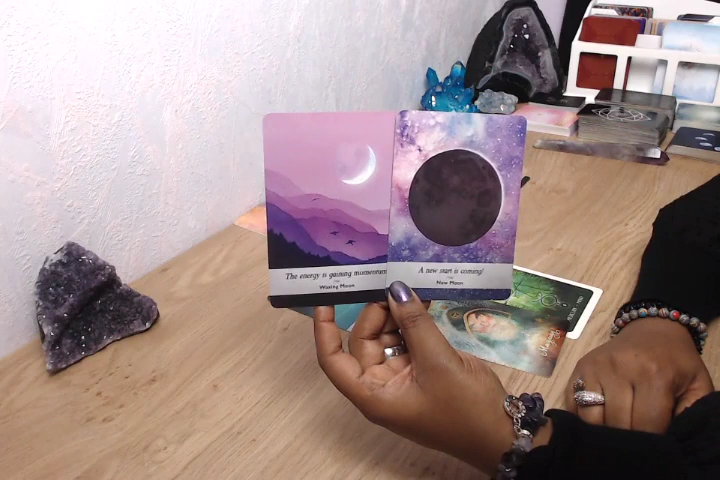 The energy is gaining momentum
Waxing Moon
A new start is coming!
New Moon